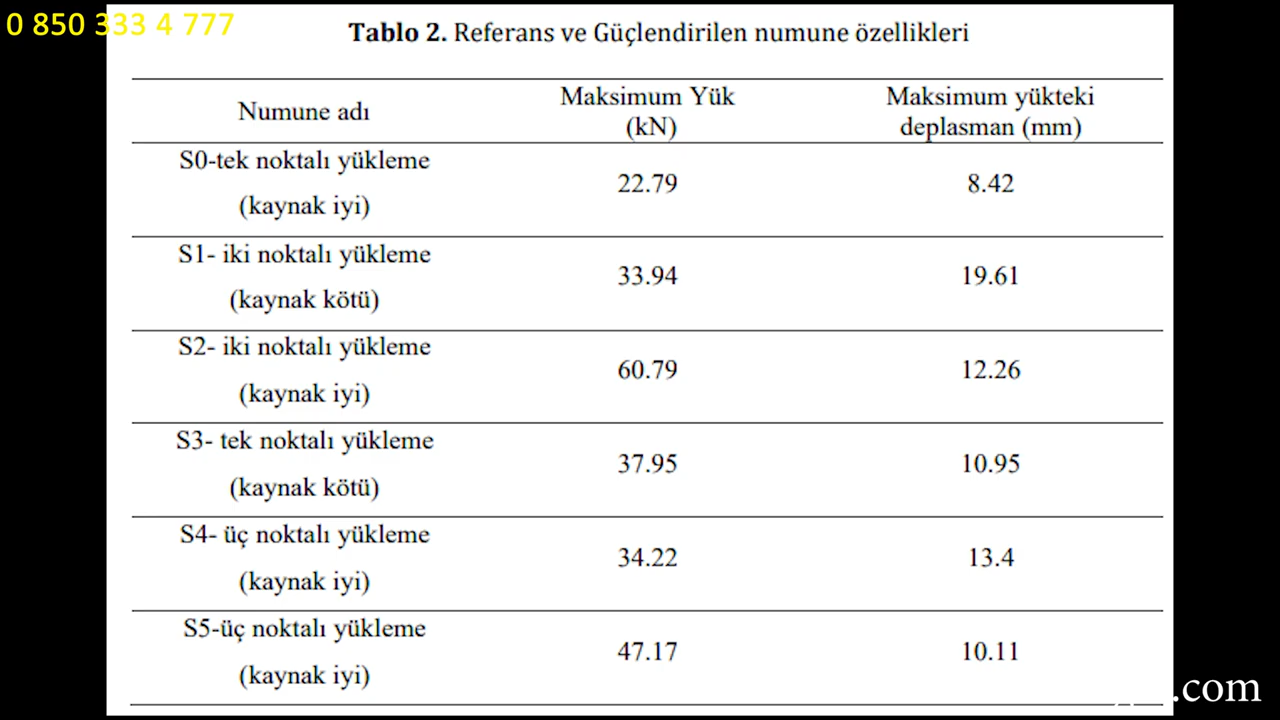 0 850 333 4 777
Tablo 2. Referans ve Güçlendirilen numune özellikleri
Numune adı
Maksimum Yük
(kN)
Maksimum yükteki
deplasman (mm)
S0-tek noktalı yükleme
(kaynak iyi)
22.79
8.42
S1- iki noktalı yükleme
(kaynak kötü)
33.94
19.61
S2- iki noktalı yükleme
(kaynak iyi)
60.79
12.26
S3- tek noktalı yükleme
(kaynak kötü)
37.95
10.95
S4- üç noktalı yükleme
(kaynak iyi)
34.22
13.4
S5-üç noktalı yükleme
(kaynak iyi)
47.17
10.11
.com